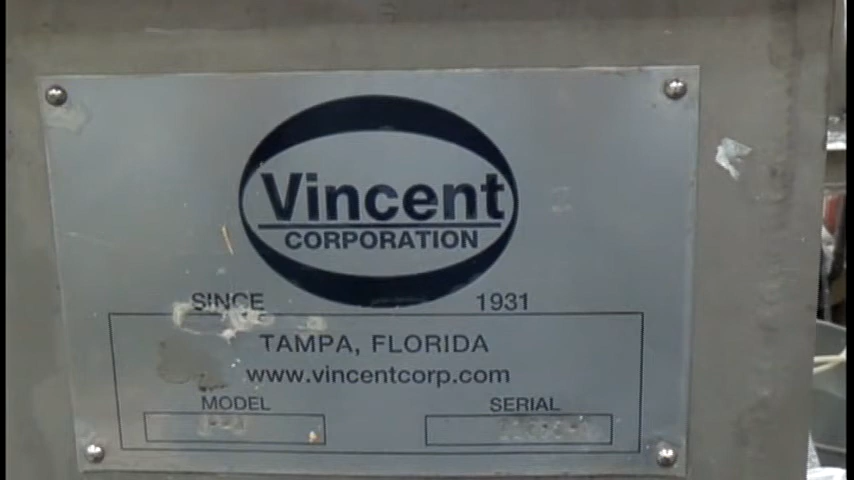 Vincent
CORPORATION
SINCE 1931
TAMPA, FLORIDA
www.vincentcorp.com
MODEL SERIAL